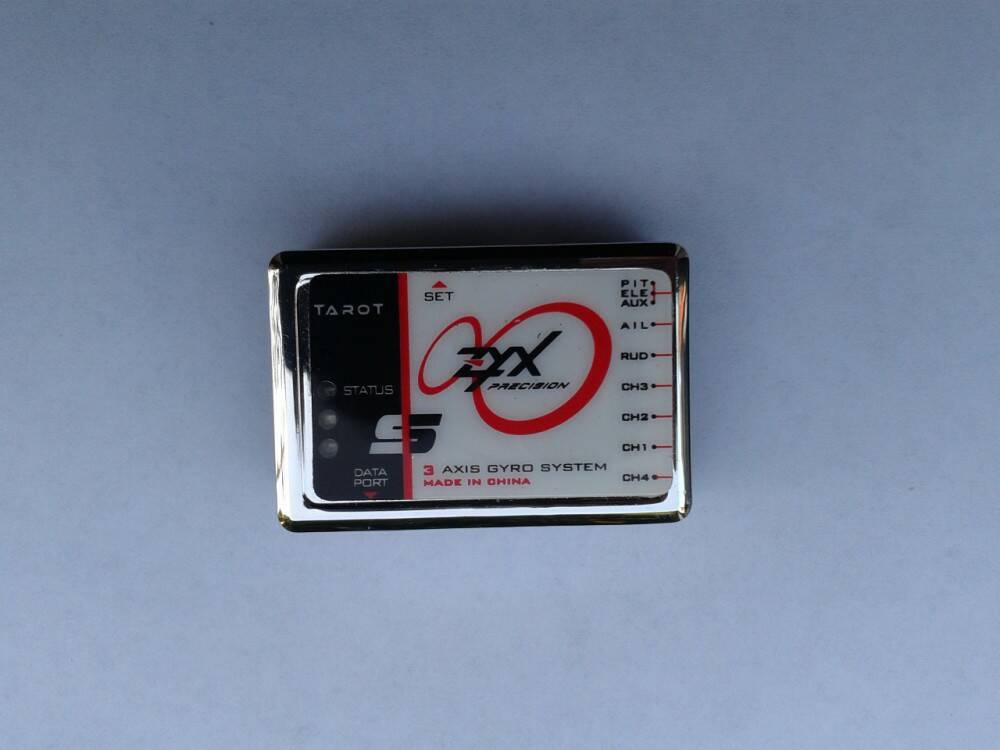 TAROT
STATUS
S
DATA
PORT
SET
ZYX
PRECISION
3 AXIS GYRO SYSTEM
MADE IN CHINA
PIT
ELE
AUX
AIL
RUD
CH3
CH2
CH1
CH4